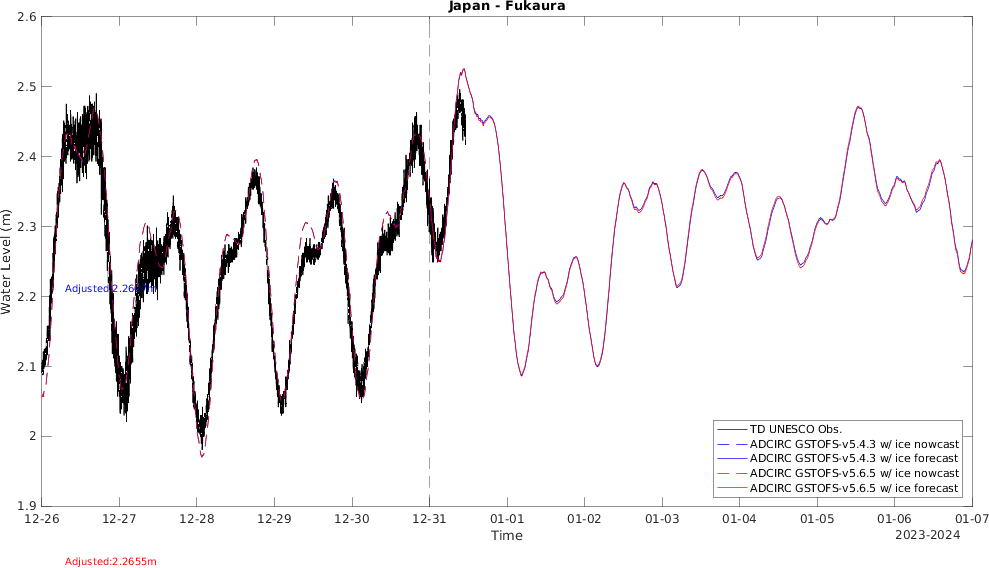 Japan - Fukaura
2.6
2.5
2.4
2.3
2.2
2.1
2
1.9
Water Level (m)
12-26
12-27
12-28
12-29
12-30
12-31
01-01
01-02
01-03
01-04
01-05
01-06
01-07
Time
2023-2024
TD UNESCO Obs.
ADCIRC GSTOFS-v5.4.3 w/ ice nowcast
ADCIRC GSTOFS-v5.4.3 w/ ice forecast
ADCIRC GSTOFS-v5.6.5 w/ ice nowcast
ADCIRC GSTOFS-v5.6.5 w/ ice forecast
Adjusted:2.2655m